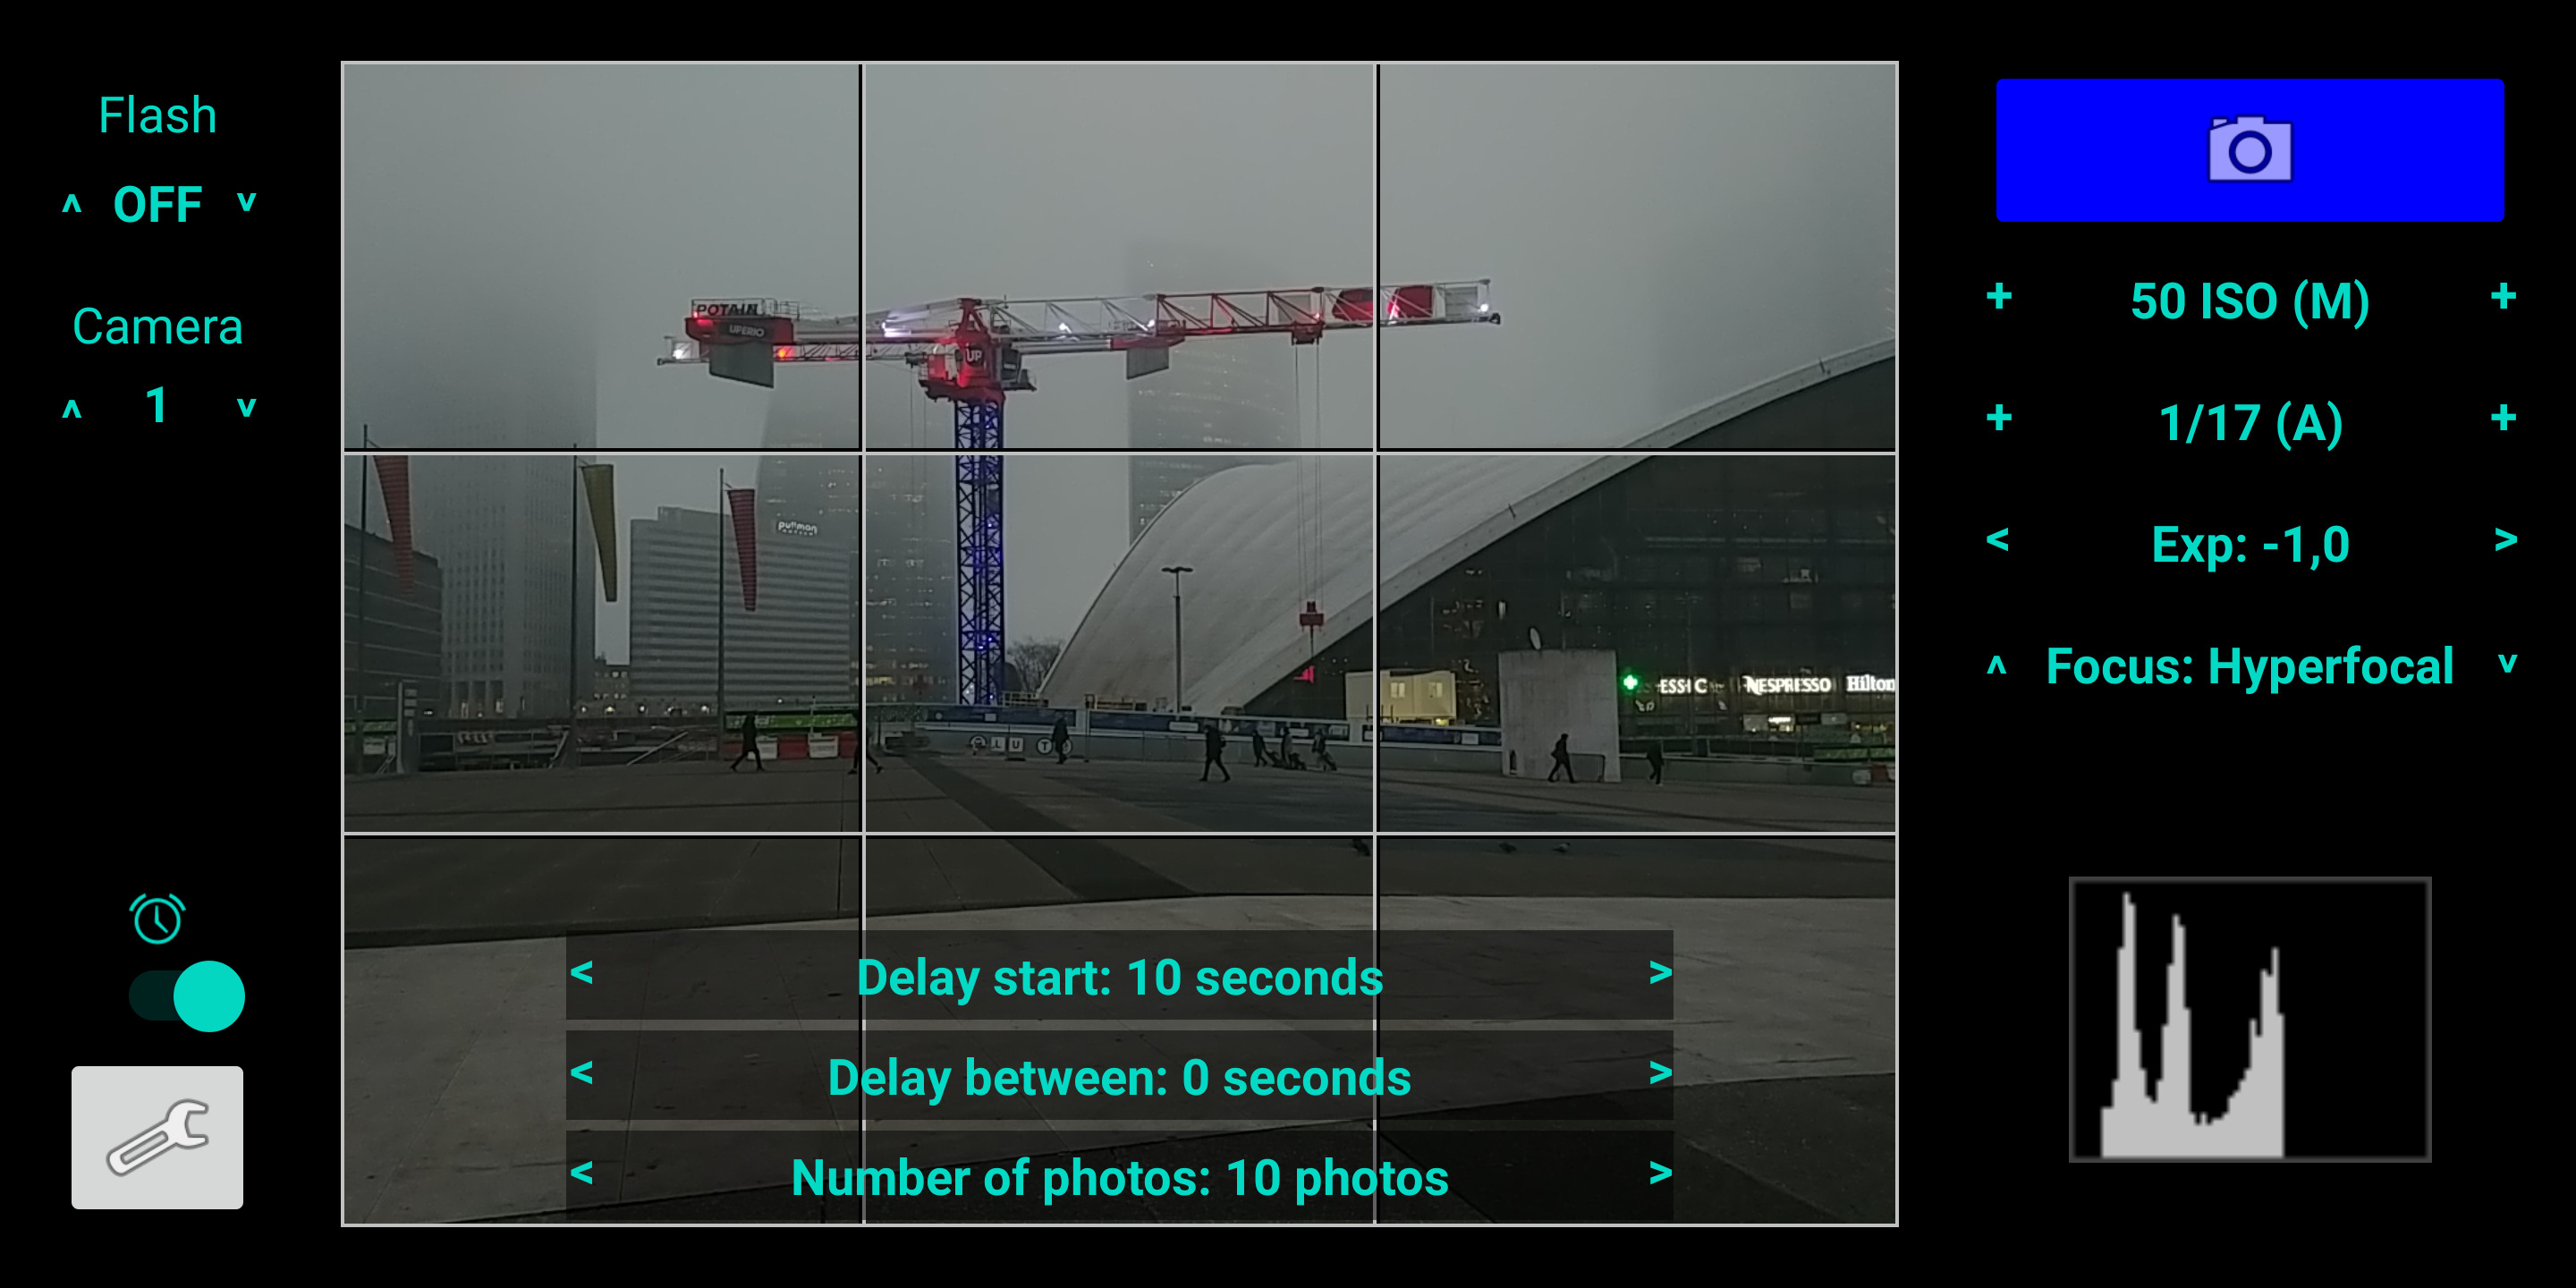 Flash
^ OFF v
Camera
^ 1 v
POTAIN
UPERIO
UP
pullman
NESPRESSO
Hilton
Delay start: 10 seconds
< >
Delay between: 0 seconds
< >
Number of photos: 10 photos
< >
+ 50 ISO (M) +
+ 1/17 (A) +
< Exp: -1,0 >
^ Focus: Hyperfocal v